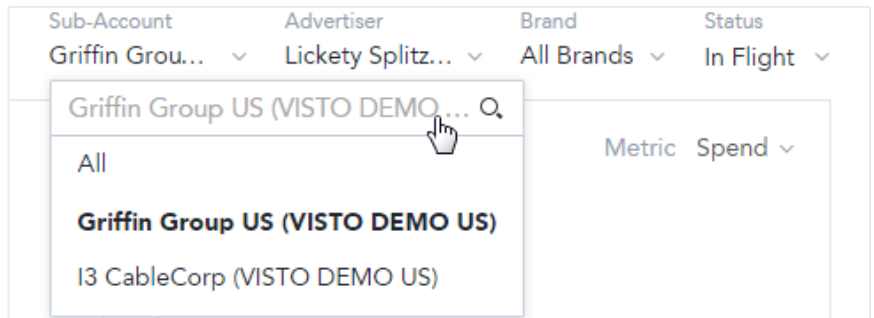 Sub-Account Advertiser Brand Status
Griffin Grou... Lickety Splitz... All Brands In Flight
Griffin Group US (VISTO DEMO ...
All
Metric Spend
Griffin Group US (VISTO DEMO US)
I3 CableCorp (VISTO DEMO US)